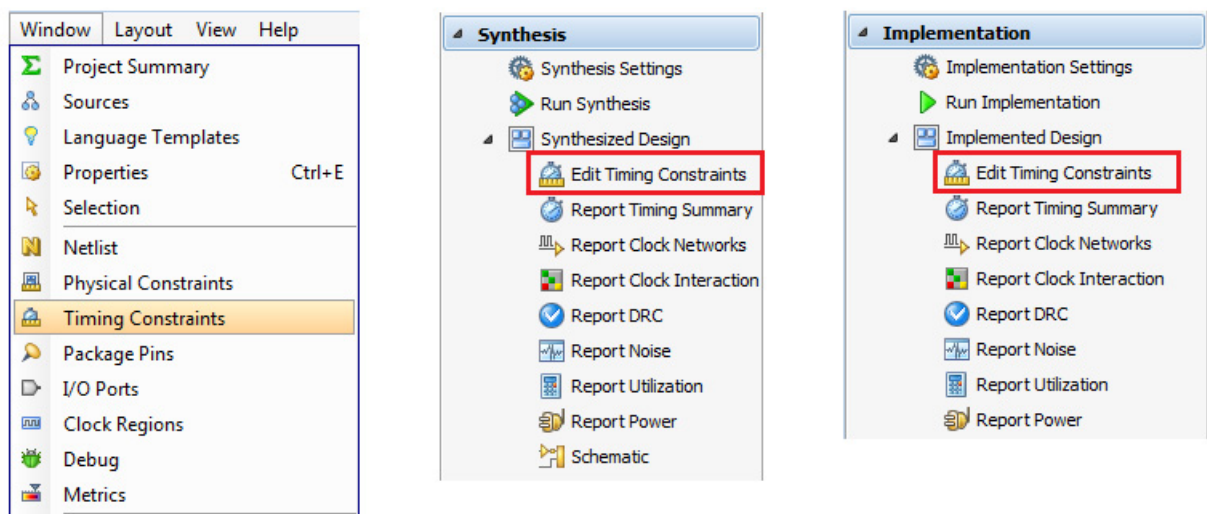 Window Layout View Help
Project Summary
Sources
Language Templates
Properties Ctrl+E
Selection
Netlist
Physical Constraints
Timing Constraints
Package Pins
I/O Ports
Clock Regions
Debug
Metrics
Synthesis
Synthesis Settings
Run Synthesis
Synthesized Design
Edit Timing Constraints
Report Timing Summary
Report Clock Networks
Report Clock Interaction
Report DRC
Report Noise
Report Utilization
Report Power
Schematic
Implementation
Implementation Settings
Run Implementation
Implemented Design
Edit Timing Constraints
Report Timing Summary
Report Clock Networks
Report Clock Interaction
Report DRC
Report Noise
Report Utilization
Report Power